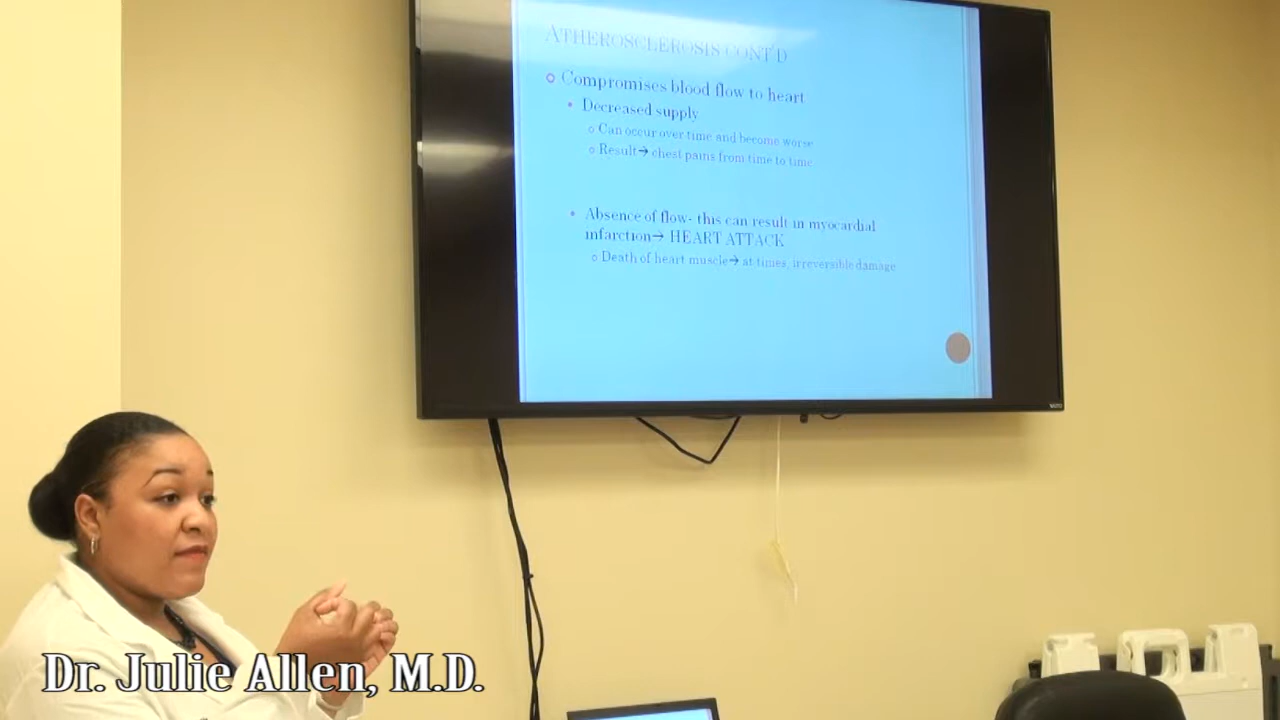 ATHEROSCLEROSIS CONT'D
Compromises blood flow to heart
Decreased supply
Can occur over time and become worse
Result→ chest pains from time to time
Absence of flow- this can result in myocardial
infarction→ HEART ATTACK
Death of heart muscle→ at times, irreversible damage
Dr. Julie Allen, M.D.